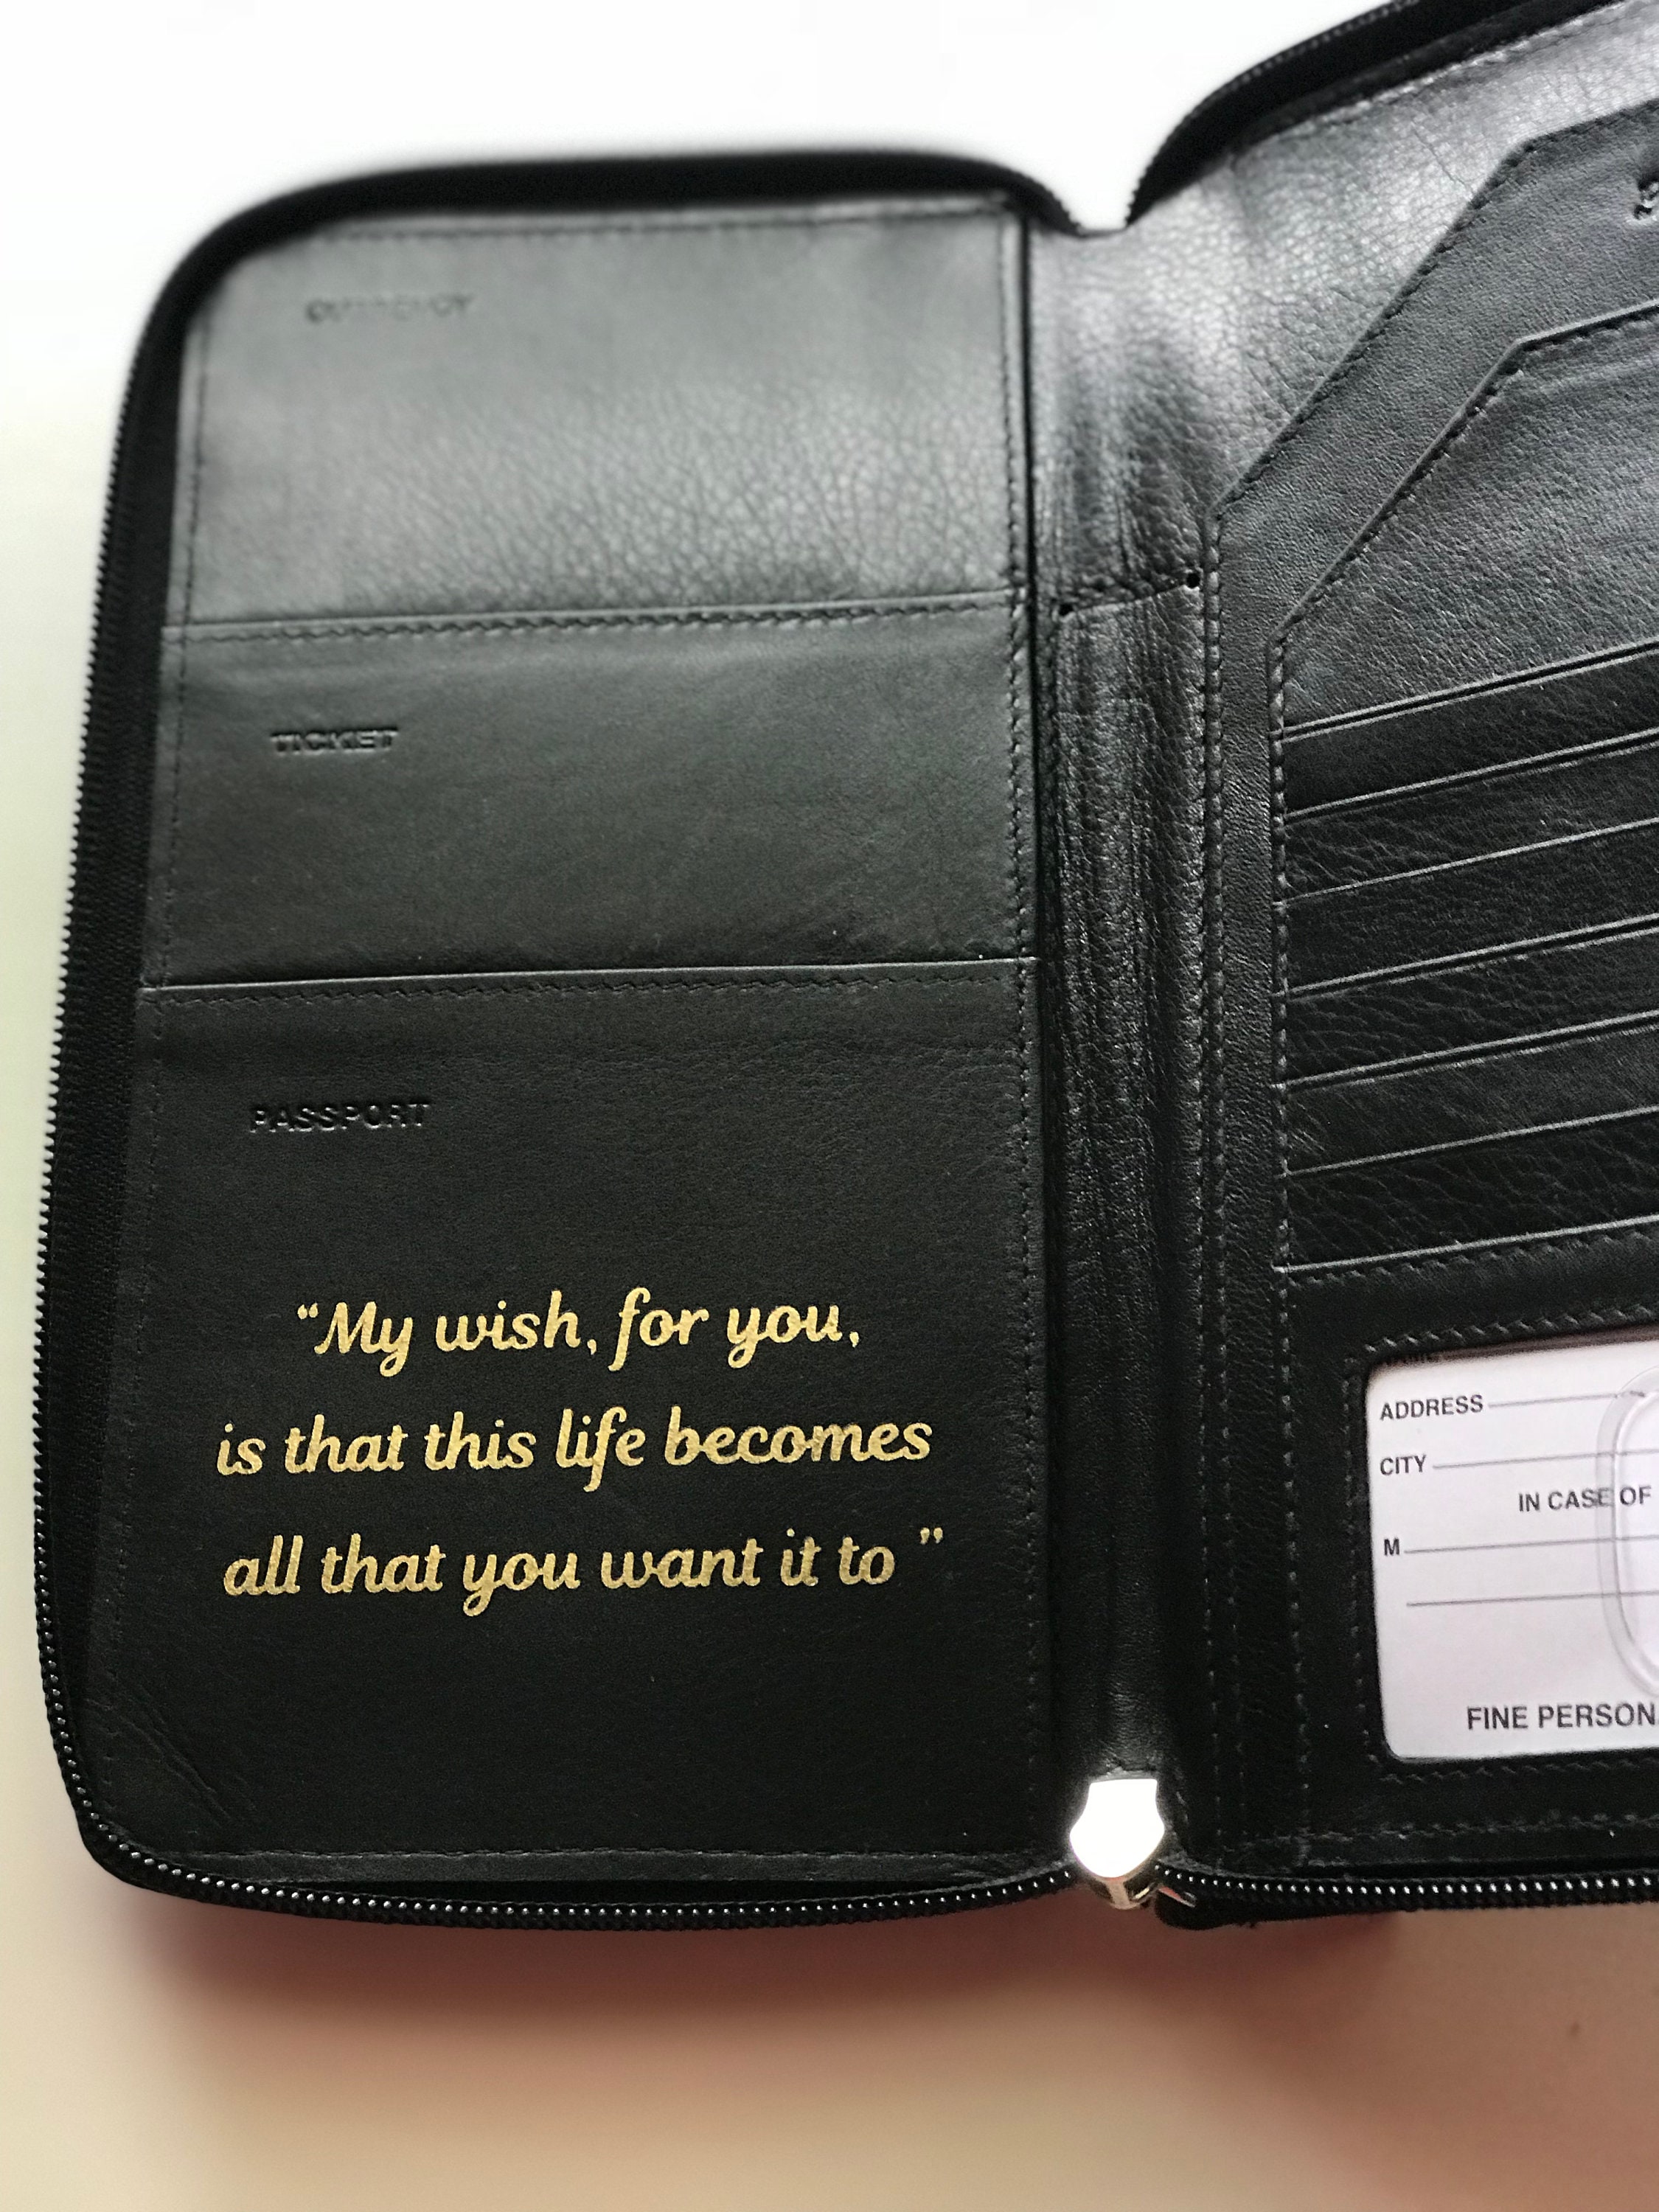 CURRENCY
TICKET
PASSPORT
“My wish, for you,
is that this life becomes
all that you want it to ”
ADDRESS
CITY
IN CASE OF
M
FINE PERSON